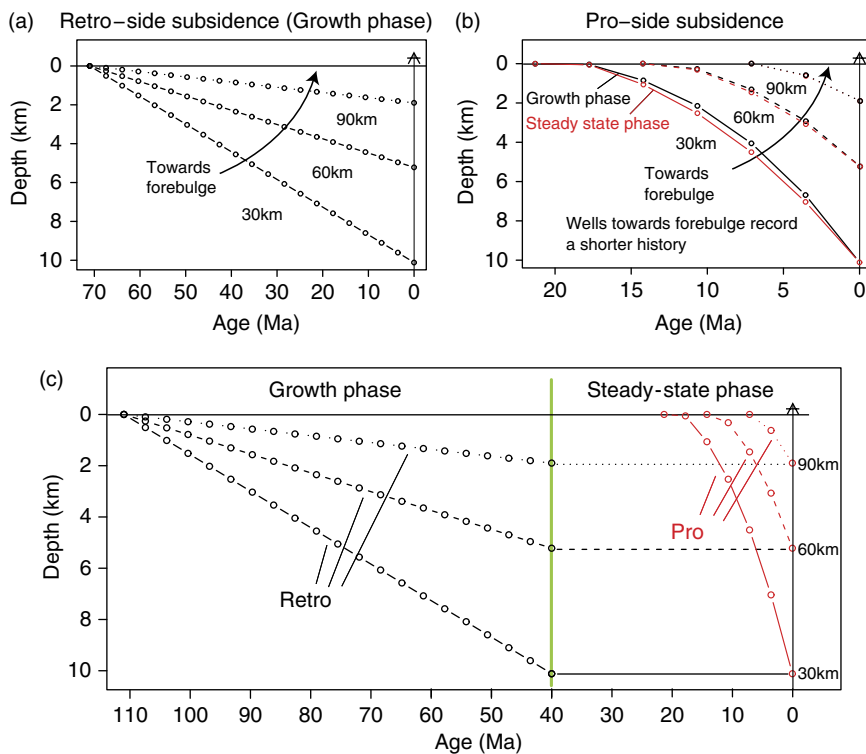 (a) Retro-side subsidence (Growth phase)
0
2
4
6
8
10
Depth (km)
90km
60km
30km
Towards
forebulge
70 60 50 40 30 20 10 0
Age (Ma)
(b) Pro-side subsidence
0
2
4
6
8
10
Depth (km)
Growth phase
Steady state phase
90km
60km
30km
Towards
forebulge
Wells towards forebulge record
a shorter history
20 15 10 5 0
Age (Ma)
(c) Growth phase Steady-state phase
0
2
4
6
8
10
Depth (km)
Retro
Pro
90km
60km
30km
110 100 90 80 70 60 50 40 30 20 10 0
Age (Ma)